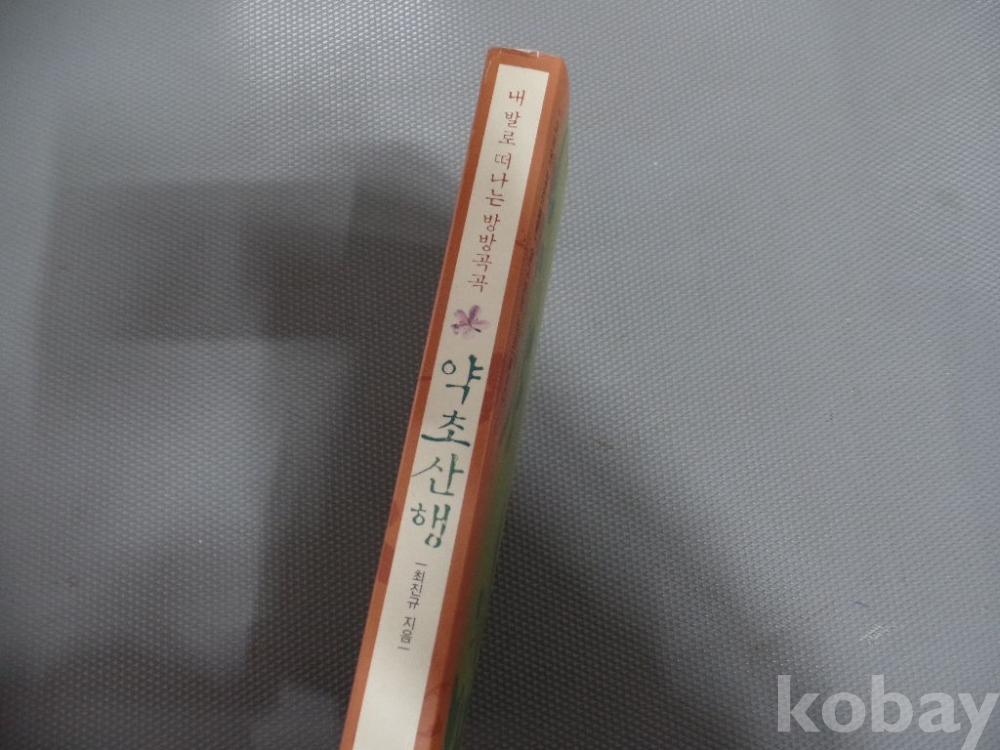 내 발로 떠나는 방방곡곡
약초산행
최진규 지음
kobay